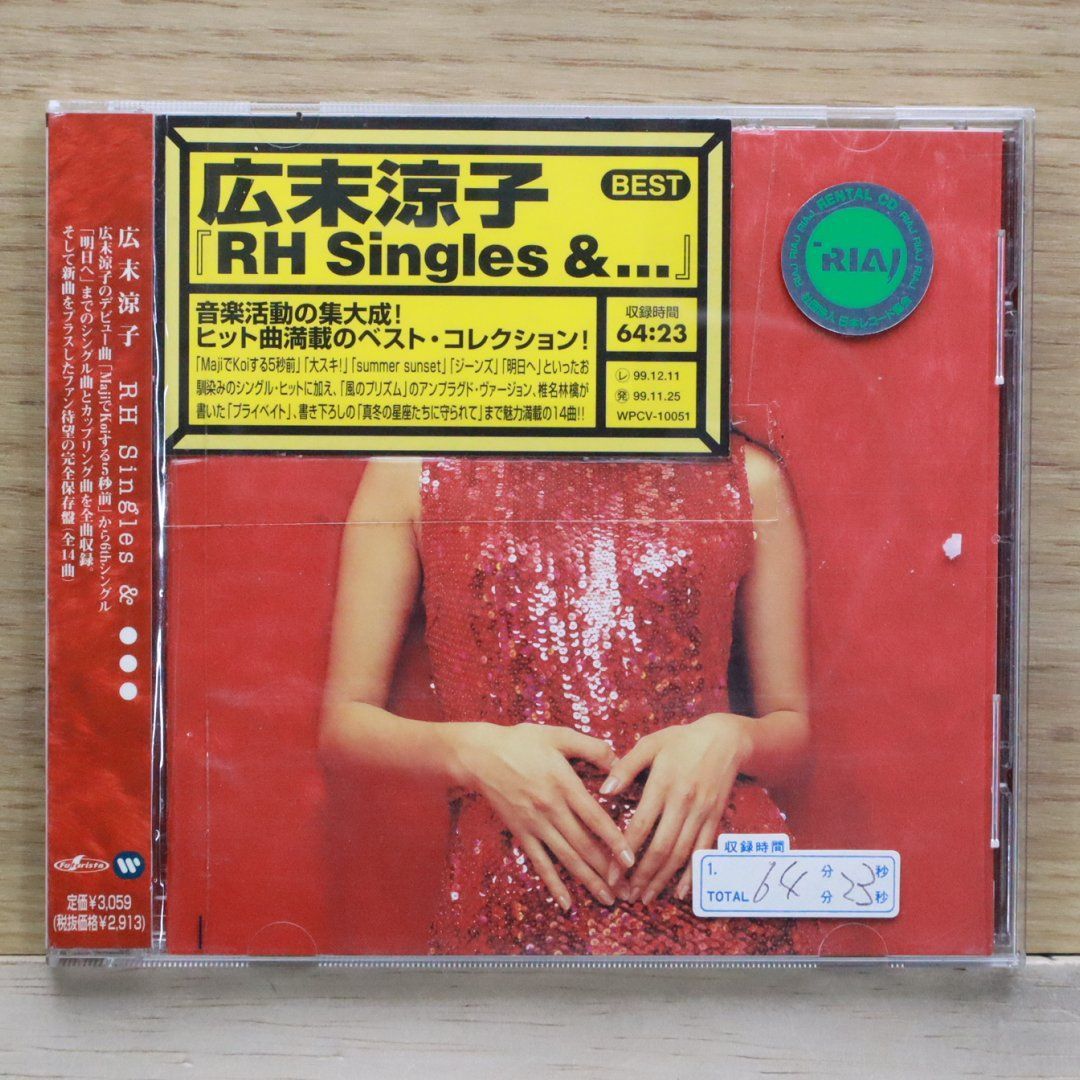 広末涼子
『RH Singles &...』
BEST
音楽活動の集大成!
ヒット曲満載のベスト・コレクション!
「MajiでKoiする5秒前」「大スキ!」「summer sunset」「ジーンズ」「明日へ」といったお
馴染みのシングル・ヒットに加え、「風のプリズム」のアンプラグド・ヴァージョン、椎名林檎が
書いた「プライベイト」、書き下ろしの「真冬の星座たちに守られて」まで魅力満載の14曲!!
収録時間
64:23
レ 99.12.11
発 99.11.25
WPCV-10051
RENTAL CD
RIAJ
広末涼子 RH Singles & ●●●
広末涼子のデビュー曲「MajiでKoiする5秒前」から6thシングル
「明日へ」までのシングル曲とカップリング曲を全曲収録。
そして新曲をプラスしたファン待望の完全保存盤(全14曲)
Futurista
定価¥3,059
(税抜価格¥2,913)
収録時間
1. 分 秒
TOTAL 64分 23秒